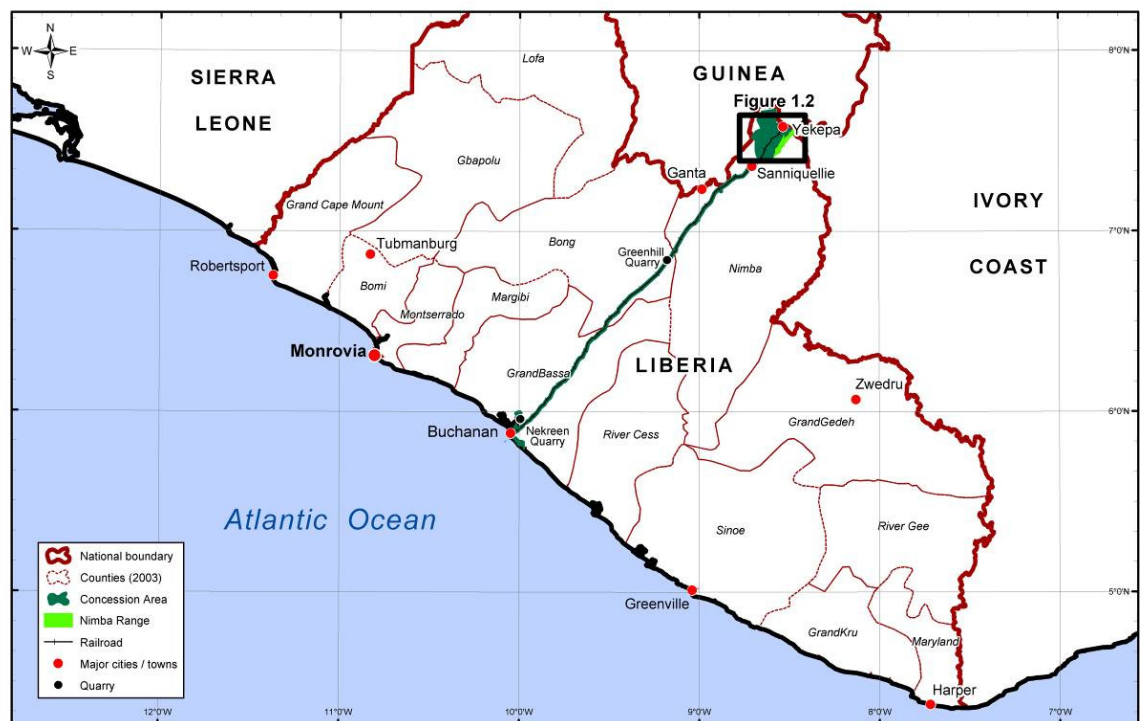 N
W E
S
SIERRA
LEONE
Lofa
GUINEA
Figure 1.2
Yekepa
Sanniquellie
Ganta
Gbapolu
Grand Cape Mount
IVORY
COAST
Tubmanburg
Bong
Robertsport
Greenhill
Quarry
Nimba
Bomi
Margibi
Montserrado
Monrovia
LIBERIA
GrandBassa
Zwedru
GrandGedeh
Buchanan
Nekreen
Quarry
River Cess
Atlantic Ocean
Sinoe
River Gee
Greenville
GrandKru
Maryland
Harper
National boundary
Counties (2003)
Concession Area
Nimba Range
Railroad
Major cities / towns
Quarry
8°0'N
7°0'N
6°0'N
5°0'N
12°0'W
11°0'W
10°0'W
9°0'W
8°0'W
7°0'W